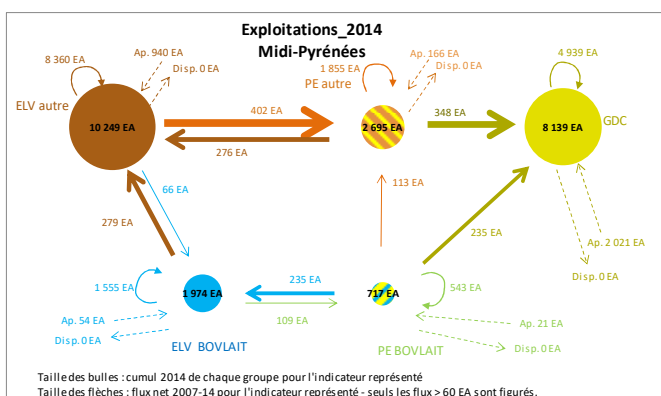 Exploitations_2014
Midi-Pyrénées
8 360 EA
Ap. 940 EA
Disp. 0 EA
ELV autre
10 249 EA
402 EA
276 EA
1 855 EA
PE autre
Ap. 166 EA
Disp. 0 EA
2 695 EA
348 EA
4 939 EA
GDC
8 139 EA
66 EA
279 EA
113 EA
235 EA
Ap. 2 021 EA
Disp. 0 EA
1 555 EA
1 974 EA
235 EA
109 EA
717 EA
543 EA
Ap. 54 EA
Disp. 0 EA
ELV BOVLAIT
PE BOVLAIT
Ap. 21 EA
Disp. 0 EA
Taille des bulles : cumul 2014 de chaque groupe pour l'indicateur représenté
Taille des flèches : flux net 2007-14 pour l'indicateur représenté - seuls les flux > 60 EA sont figurés.